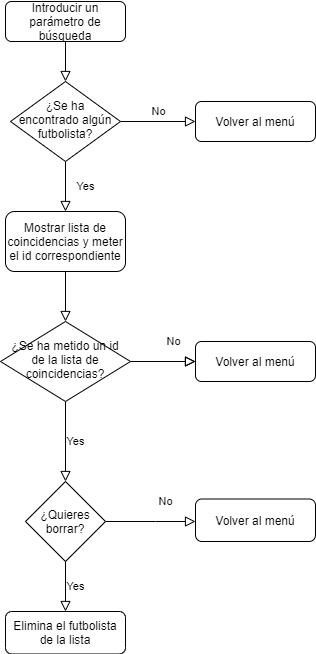 Introducir un
parámetro de
búsqueda
¿Se ha
encontrado algún
futbolista?
No
Volver al menú
Yes
Mostrar lista de
coincidencias y meter
el id correspondiente
¿Se ha metido un id
de la lista de
coincidencias?
No
Volver al menú
Yes
¿Quieres
borrar?
No
Volver al menú
Yes
Elimina el futbolista
de la lista